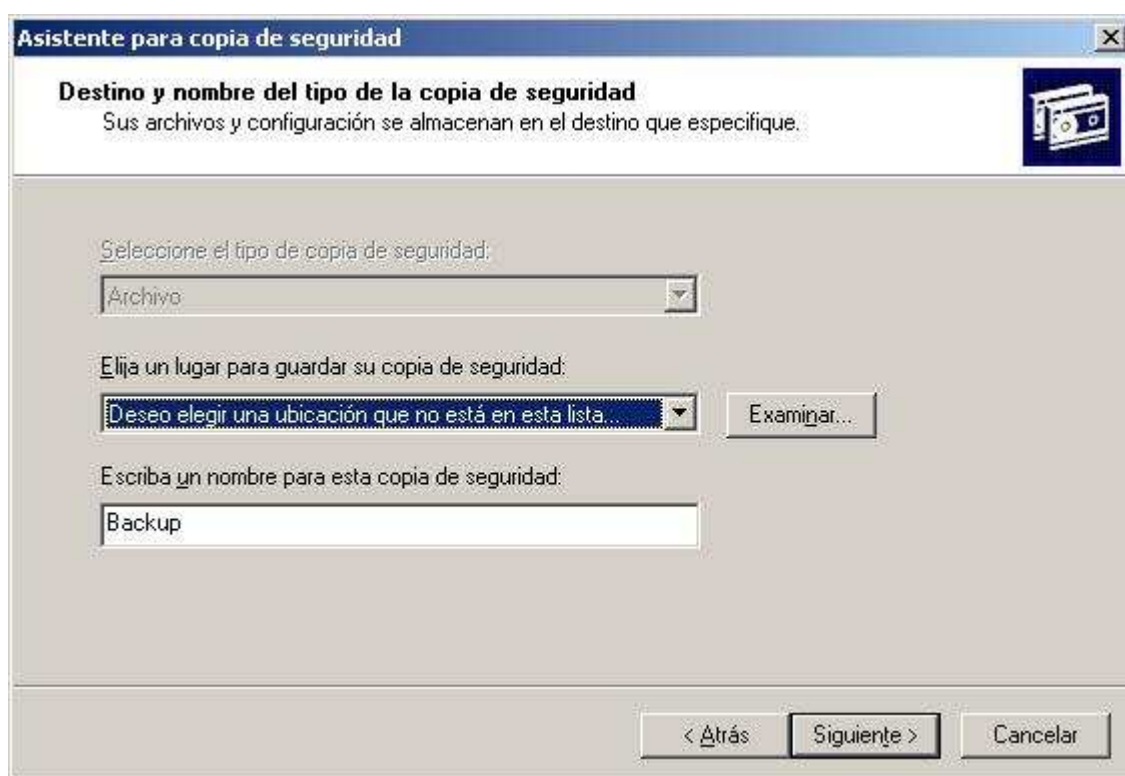 Asistente para copia de seguridad
Destino y nombre del tipo de la copia de seguridad
Sus archivos y configuración se almacenan en el destino que especifique.
Seleccione el tipo de copia de seguridad:
Archivo
Elija un lugar para guardar su copia de seguridad:
Deseo elegir una ubicación que no está en esta lista...
Examinar...
Escriba un nombre para esta copia de seguridad:
Backup
< Atrás
Siguiente >
Cancelar